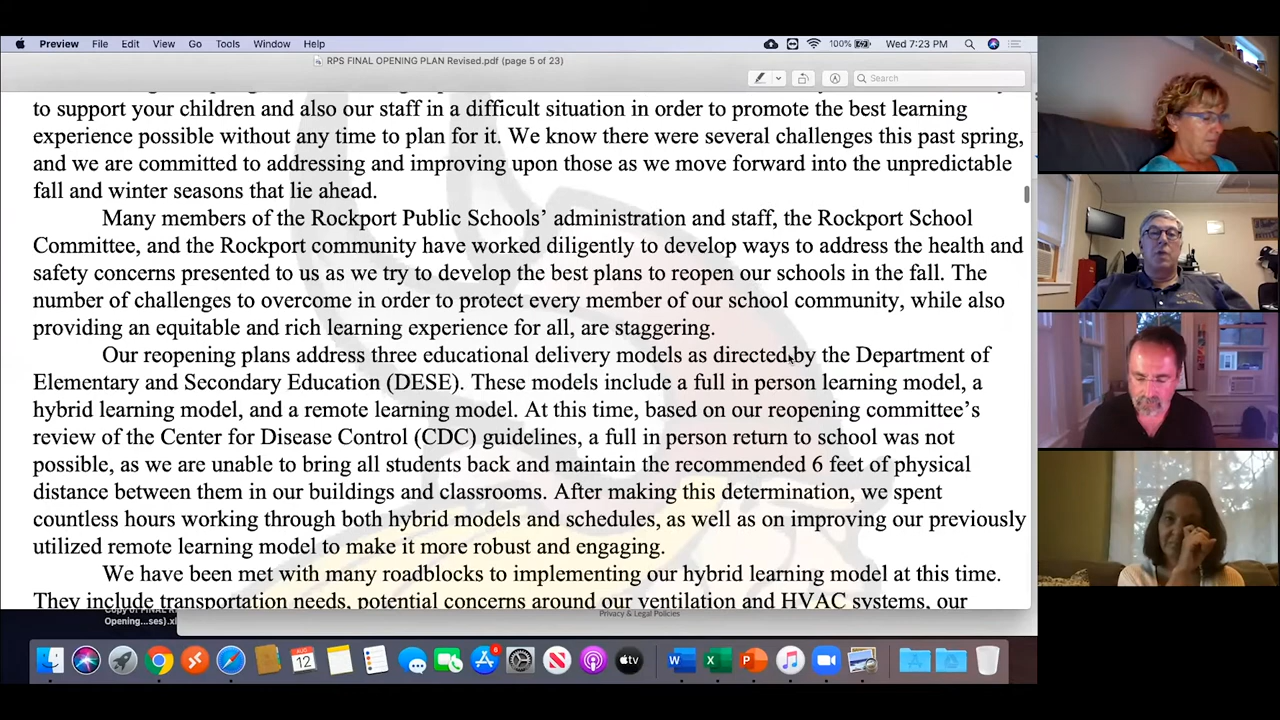 Preview File Edit View Go Tools Window Help 100% Wed 7:23 PM
RPS FINAL OPENING PLAN Revised.pdf (page 5 of 23)
Search
to support your children and also our staff in a difficult situation in order to promote the best learning
experience possible without any time to plan for it. We know there were several challenges this past spring,
and we are committed to addressing and improving upon those as we move forward into the unpredictable
fall and winter seasons that lie ahead.
Many members of the Rockport Public Schools’ administration and staff, the Rockport School
Committee, and the Rockport community have worked diligently to develop ways to address the health and
safety concerns presented to us as we try to develop the best plans to reopen our schools in the fall. The
number of challenges to overcome in order to protect every member of our school community, while also
providing an equitable and rich learning experience for all, are staggering.
Our reopening plans address three educational delivery models as directed by the Department of
Elementary and Secondary Education (DESE). These models include a full in person learning model, a
hybrid learning model, and a remote learning model. At this time, based on our reopening committee’s
review of the Center for Disease Control (CDC) guidelines, a full in person return to school was not
possible, as we are unable to bring all students back and maintain the recommended 6 feet of physical
distance between them in our buildings and classrooms. After making this determination, we spent
countless hours working through both hybrid models and schedules, as well as on improving our previously
utilized remote learning model to make it more robust and engaging.
We have been met with many roadblocks to implementing our hybrid learning model at this time.
They include transportation needs, potential concerns around our ventilation and HVAC systems, our
Privacy & Legal Policies
Opening...ses).xl
AUG
12
6
tv
W
X
P